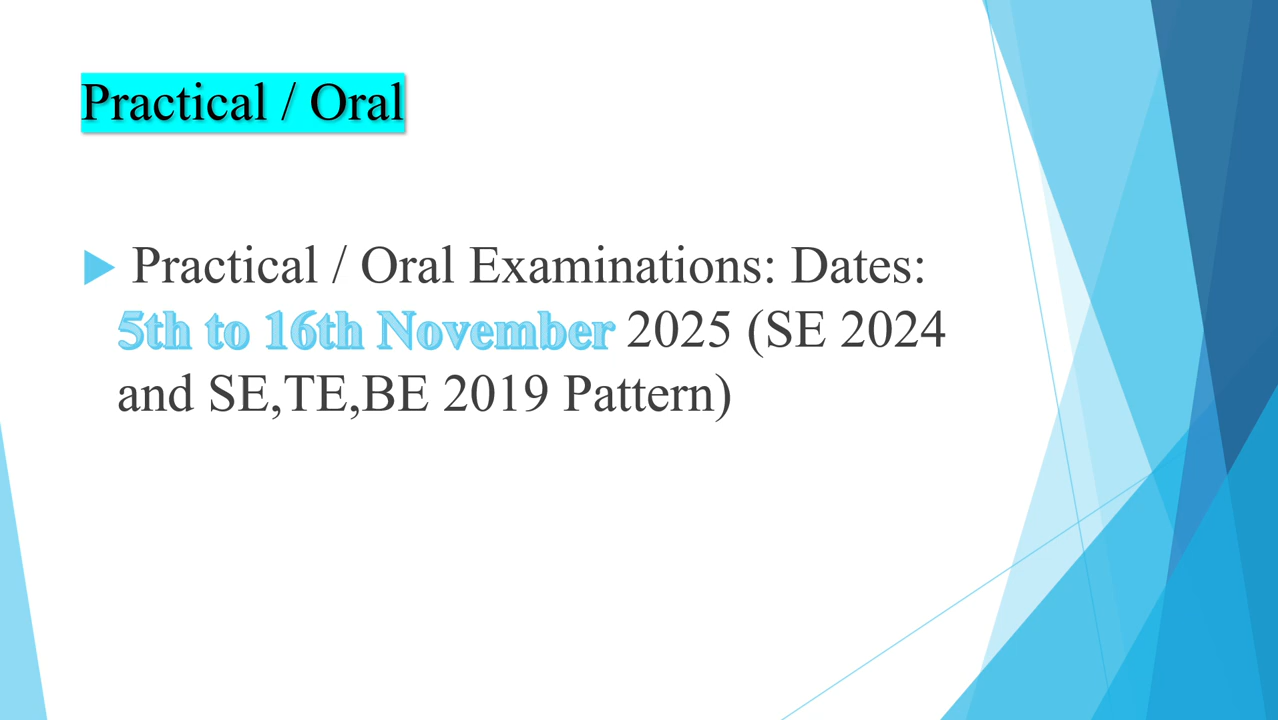 Practical / Oral
Practical / Oral Examinations: Dates:
5th to 16th November 2025 (SE 2024
and SE,TE,BE 2019 Pattern)